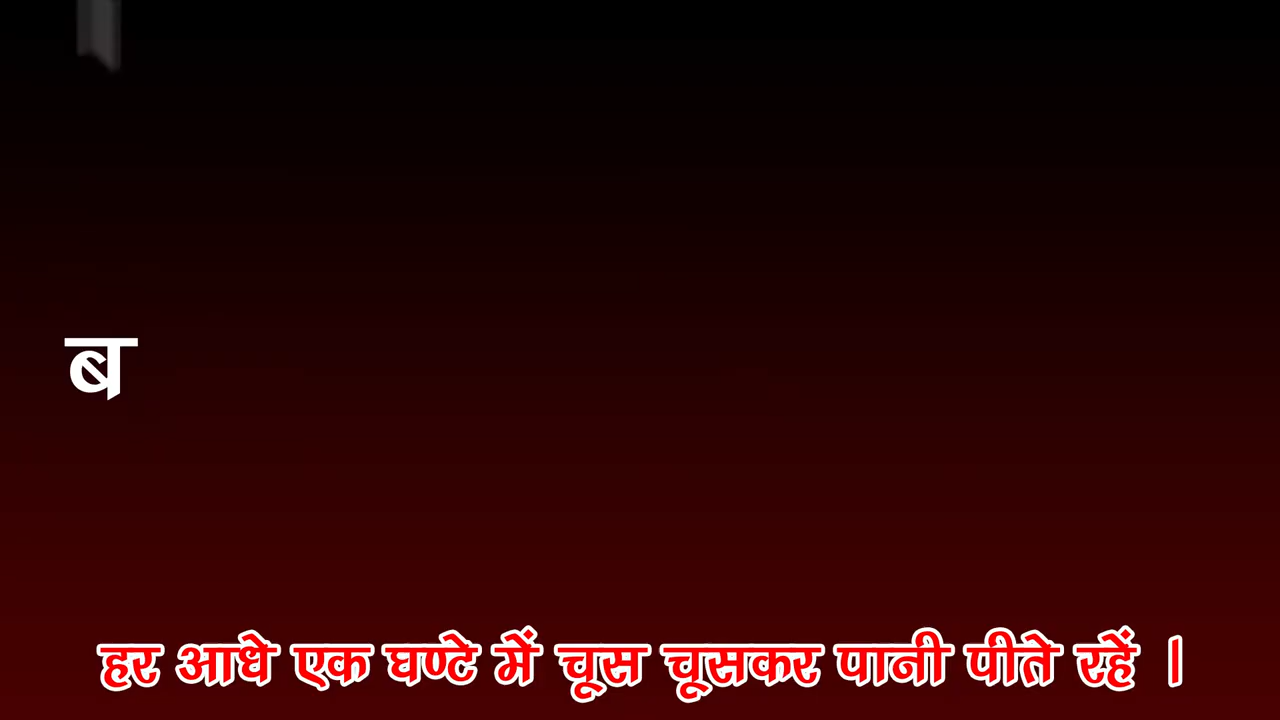 ब
हर आधे एक घण्टे में चूस चूसकर पानी पीते रहें ।